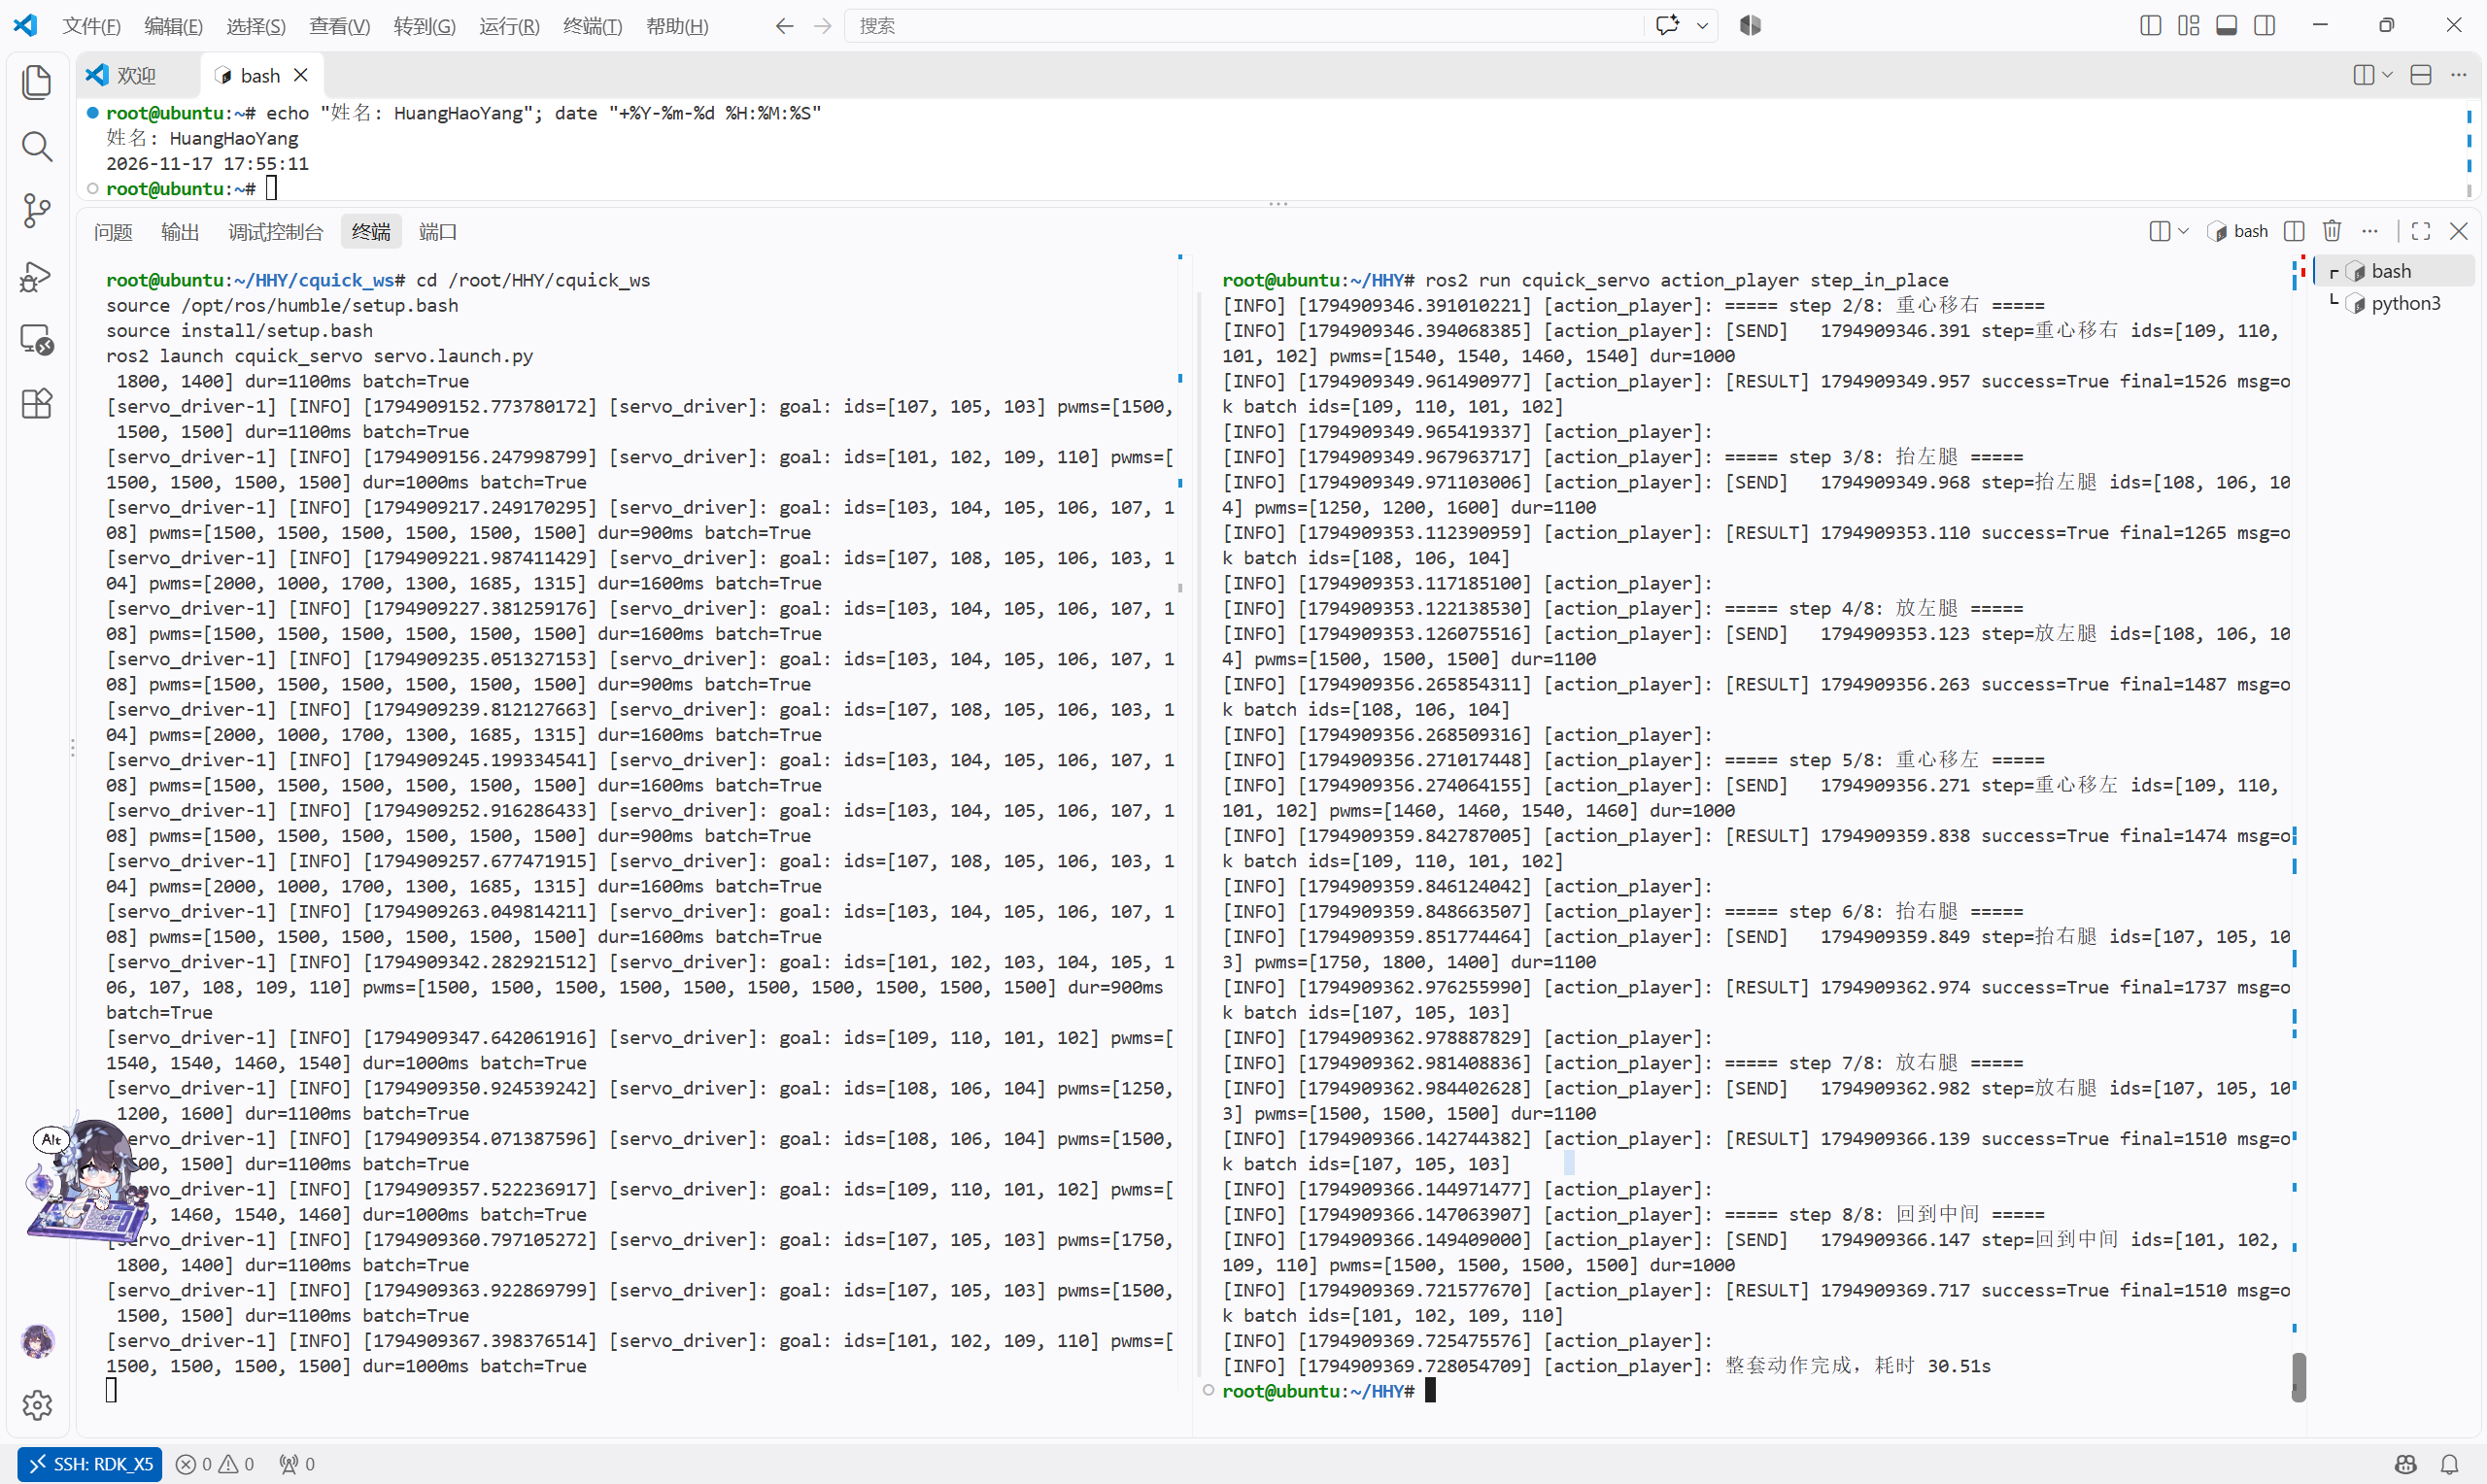 文件(F) 编辑(E) 选择(S) 查看(V) 转到(G) 运行(R) 终端(T) 帮助(H)
搜索
欢迎
bash
root@ubuntu:~# echo "姓名: HuangHaoYang"; date "+%Y-%m-%d %H:%M:%S"
姓名: HuangHaoYang
2026-11-17 17:55:11
root@ubuntu:~#
问题 输出 调试控制台 终端 端口
bash
root@ubuntu:~/HHY/cquick_ws# cd /root/HHY/cquick_ws
source /opt/ros/humble/setup.bash
source install/setup.bash
ros2 launch cquick_servo servo.launch.py
1800, 1400] dur=1100ms batch=True
[servo_driver-1] [INFO] [1794909152.773780172] [servo_driver]: goal: ids=[107, 105, 103] pwms=[1500,
1500, 1500] dur=1100ms batch=True
[servo_driver-1] [INFO] [1794909156.247998799] [servo_driver]: goal: ids=[101, 102, 109, 110] pwms=[
1500, 1500, 1500, 1500] dur=1000ms batch=True
[servo_driver-1] [INFO] [1794909217.249170295] [servo_driver]: goal: ids=[103, 104, 105, 106, 107, 1
08] pwms=[1500, 1500, 1500, 1500, 1500, 1500] dur=900ms batch=True
[servo_driver-1] [INFO] [1794909221.987411429] [servo_driver]: goal: ids=[107, 108, 105, 106, 103, 1
04] pwms=[2000, 1000, 1700, 1300, 1685, 1315] dur=1600ms batch=True
[servo_driver-1] [INFO] [1794909227.381259176] [servo_driver]: goal: ids=[103, 104, 105, 106, 107, 1
08] pwms=[1500, 1500, 1500, 1500, 1500, 1500] dur=1600ms batch=True
[servo_driver-1] [INFO] [1794909235.051327153] [servo_driver]: goal: ids=[103, 104, 105, 106, 107, 1
08] pwms=[1500, 1500, 1500, 1500, 1500, 1500] dur=900ms batch=True
[servo_driver-1] [INFO] [1794909239.812127663] [servo_driver]: goal: ids=[107, 108, 105, 106, 103, 1
04] pwms=[2000, 1000, 1700, 1300, 1685, 1315] dur=1600ms batch=True
[servo_driver-1] [INFO] [1794909245.199334541] [servo_driver]: goal: ids=[103, 104, 105, 106, 107, 1
08] pwms=[1500, 1500, 1500, 1500, 1500, 1500] dur=1600ms batch=True
[servo_driver-1] [INFO] [1794909252.916286433] [servo_driver]: goal: ids=[103, 104, 105, 106, 107, 1
08] pwms=[1500, 1500, 1500, 1500, 1500, 1500] dur=900ms batch=True
[servo_driver-1] [INFO] [1794909257.677471915] [servo_driver]: goal: ids=[107, 108, 105, 106, 103, 1
04] pwms=[2000, 1000, 1700, 1300, 1685, 1315] dur=1600ms batch=True
[servo_driver-1] [INFO] [1794909263.049814211] [servo_driver]: goal: ids=[103, 104, 105, 106, 107, 1
08] pwms=[1500, 1500, 1500, 1500, 1500, 1500] dur=1600ms batch=True
[servo_driver-1] [INFO] [1794909342.282921512] [servo_driver]: goal: ids=[101, 102, 103, 104, 105, 1
06, 107, 108, 109, 110] pwms=[1500, 1500, 1500, 1500, 1500, 1500, 1500, 1500, 1500, 1500] dur=900ms
batch=True
[servo_driver-1] [INFO] [1794909347.642061916] [servo_driver]: goal: ids=[109, 110, 101, 102] pwms=[
1540, 1540, 1460, 1540] dur=1000ms batch=True
[servo_driver-1] [INFO] [1794909350.924539242] [servo_driver]: goal: ids=[108, 106, 104] pwms=[1250,
1200, 1600] dur=1100ms batch=True
ervo_driver-1] [INFO] [1794909354.071387596] [servo_driver]: goal: ids=[108, 106, 104] pwms=[1500,
500, 1500] dur=1100ms batch=True
ervo_driver-1] [INFO] [1794909357.522236917] [servo_driver]: goal: ids=[109, 110, 101, 102] pwms=[
, 1460, 1540, 1460] dur=1000ms batch=True
servo_driver-1] [INFO] [1794909360.797105272] [servo_driver]: goal: ids=[107, 105, 103] pwms=[1750,
1800, 1400] dur=1100ms batch=True
[servo_driver-1] [INFO] [1794909363.922869799] [servo_driver]: goal: ids=[107, 105, 103] pwms=[1500,
1500, 1500] dur=1100ms batch=True
[servo_driver-1] [INFO] [1794909367.398376514] [servo_driver]: goal: ids=[101, 102, 109, 110] pwms=[
1500, 1500, 1500, 1500] dur=1000ms batch=True
Alt
root@ubuntu:~/HHY# ros2 run cquick_servo action_player step_in_place
[INFO] [1794909346.391010221] [action_player]: ===== step 2/8: 重心移右 =====
[INFO] [1794909346.394068385] [action_player]: [SEND]   1794909346.391 step=重心移右 ids=[109, 110,
101, 102] pwms=[1540, 1540, 1460, 1540] dur=1000
[INFO] [1794909349.961490977] [action_player]: [RESULT] 1794909349.957 success=True final=1526 msg=o
k batch ids=[109, 110, 101, 102]
[INFO] [1794909349.965419337] [action_player]:
[INFO] [1794909349.967963717] [action_player]: ===== step 3/8: 抬左腿 =====
[INFO] [1794909349.971103006] [action_player]: [SEND]   1794909349.968 step=抬左腿 ids=[108, 106, 10
4] pwms=[1250, 1200, 1600] dur=1100
[INFO] [1794909353.112390959] [action_player]: [RESULT] 1794909353.110 success=True final=1265 msg=o
k batch ids=[108, 106, 104]
[INFO] [1794909353.117185100] [action_player]:
[INFO] [1794909353.122138530] [action_player]: ===== step 4/8: 放左腿 =====
[INFO] [1794909353.126075516] [action_player]: [SEND]   1794909353.123 step=放左腿 ids=[108, 106, 10
4] pwms=[1500, 1500, 1500] dur=1100
[INFO] [1794909356.265854311] [action_player]: [RESULT] 1794909356.263 success=True final=1487 msg=o
k batch ids=[108, 106, 104]
[INFO] [1794909356.268509316] [action_player]:
[INFO] [1794909356.271017448] [action_player]: ===== step 5/8: 重心移左 =====
[INFO] [1794909356.274064155] [action_player]: [SEND]   1794909356.271 step=重心移左 ids=[109, 110,
101, 102] pwms=[1460, 1460, 1540, 1460] dur=1000
[INFO] [1794909359.842787005] [action_player]: [RESULT] 1794909359.838 success=True final=1474 msg=o
k batch ids=[109, 110, 101, 102]
[INFO] [1794909359.846124042] [action_player]:
[INFO] [1794909359.848663507] [action_player]: ===== step 6/8: 抬右腿 =====
[INFO] [1794909359.851774464] [action_player]: [SEND]   1794909359.849 step=抬右腿 ids=[107, 105, 10
3] pwms=[1750, 1800, 1400] dur=1100
[INFO] [1794909362.976255990] [action_player]: [RESULT] 1794909362.974 success=True final=1737 msg=o
k batch ids=[107, 105, 103]
[INFO] [1794909362.978887829] [action_player]:
[INFO] [1794909362.981408836] [action_player]: ===== step 7/8: 放右腿 =====
[INFO] [1794909362.984402628] [action_player]: [SEND]   1794909362.982 step=放右腿 ids=[107, 105, 10
3] pwms=[1500, 1500, 1500] dur=1100
[INFO] [1794909366.142744382] [action_player]: [RESULT] 1794909366.139 success=True final=1510 msg=o
k batch ids=[107, 105, 103]
[INFO] [1794909366.144971477] [action_player]:
[INFO] [1794909366.147063907] [action_player]: ===== step 8/8: 回到中间 =====
[INFO] [1794909366.149409000] [action_player]: [SEND]   1794909366.147 step=回到中间 ids=[101, 102,
109, 110] pwms=[1500, 1500, 1500, 1500] dur=1000
[INFO] [1794909369.721577670] [action_player]: [RESULT] 1794909369.717 success=True final=1510 msg=o
k batch ids=[101, 102, 109, 110]
[INFO] [1794909369.725475576] [action_player]:
[INFO] [1794909369.728054709] [action_player]: 整套动作完成，耗时 30.51s
root@ubuntu:~/HHY#
bash
python3
SSH: RDK_X5 0 0 0